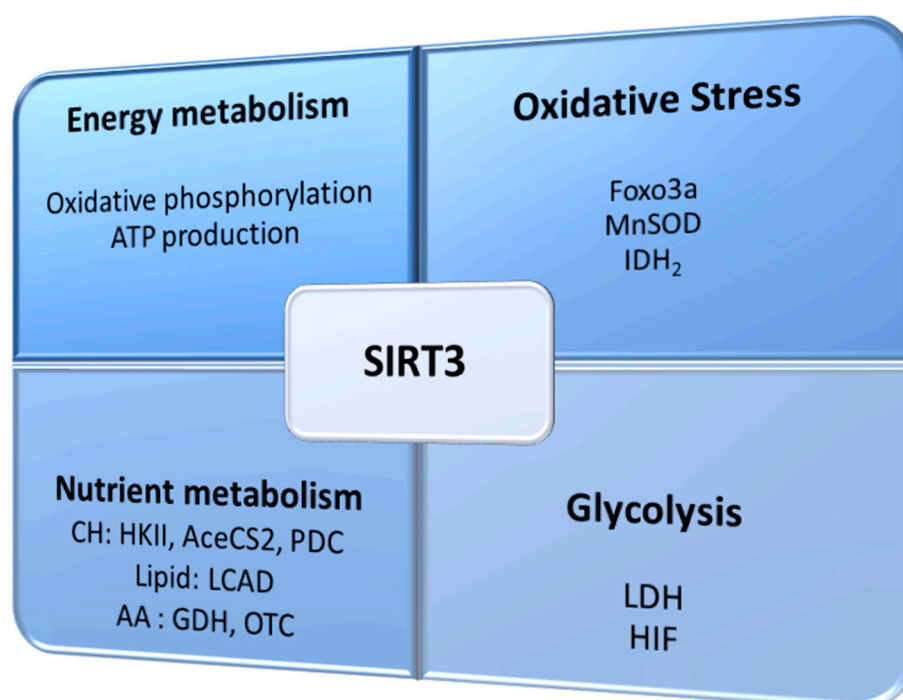 Energy metabolism
Oxidative phosphorylation
ATP production
Oxidative Stress
Foxo3a
MnSOD
IDH₂
SIRT3
Nutrient metabolism
CH: HKII, AceCS2, PDC
Lipid: LCAD
AA : GDH, OTC
Glycolysis
LDH
HIF